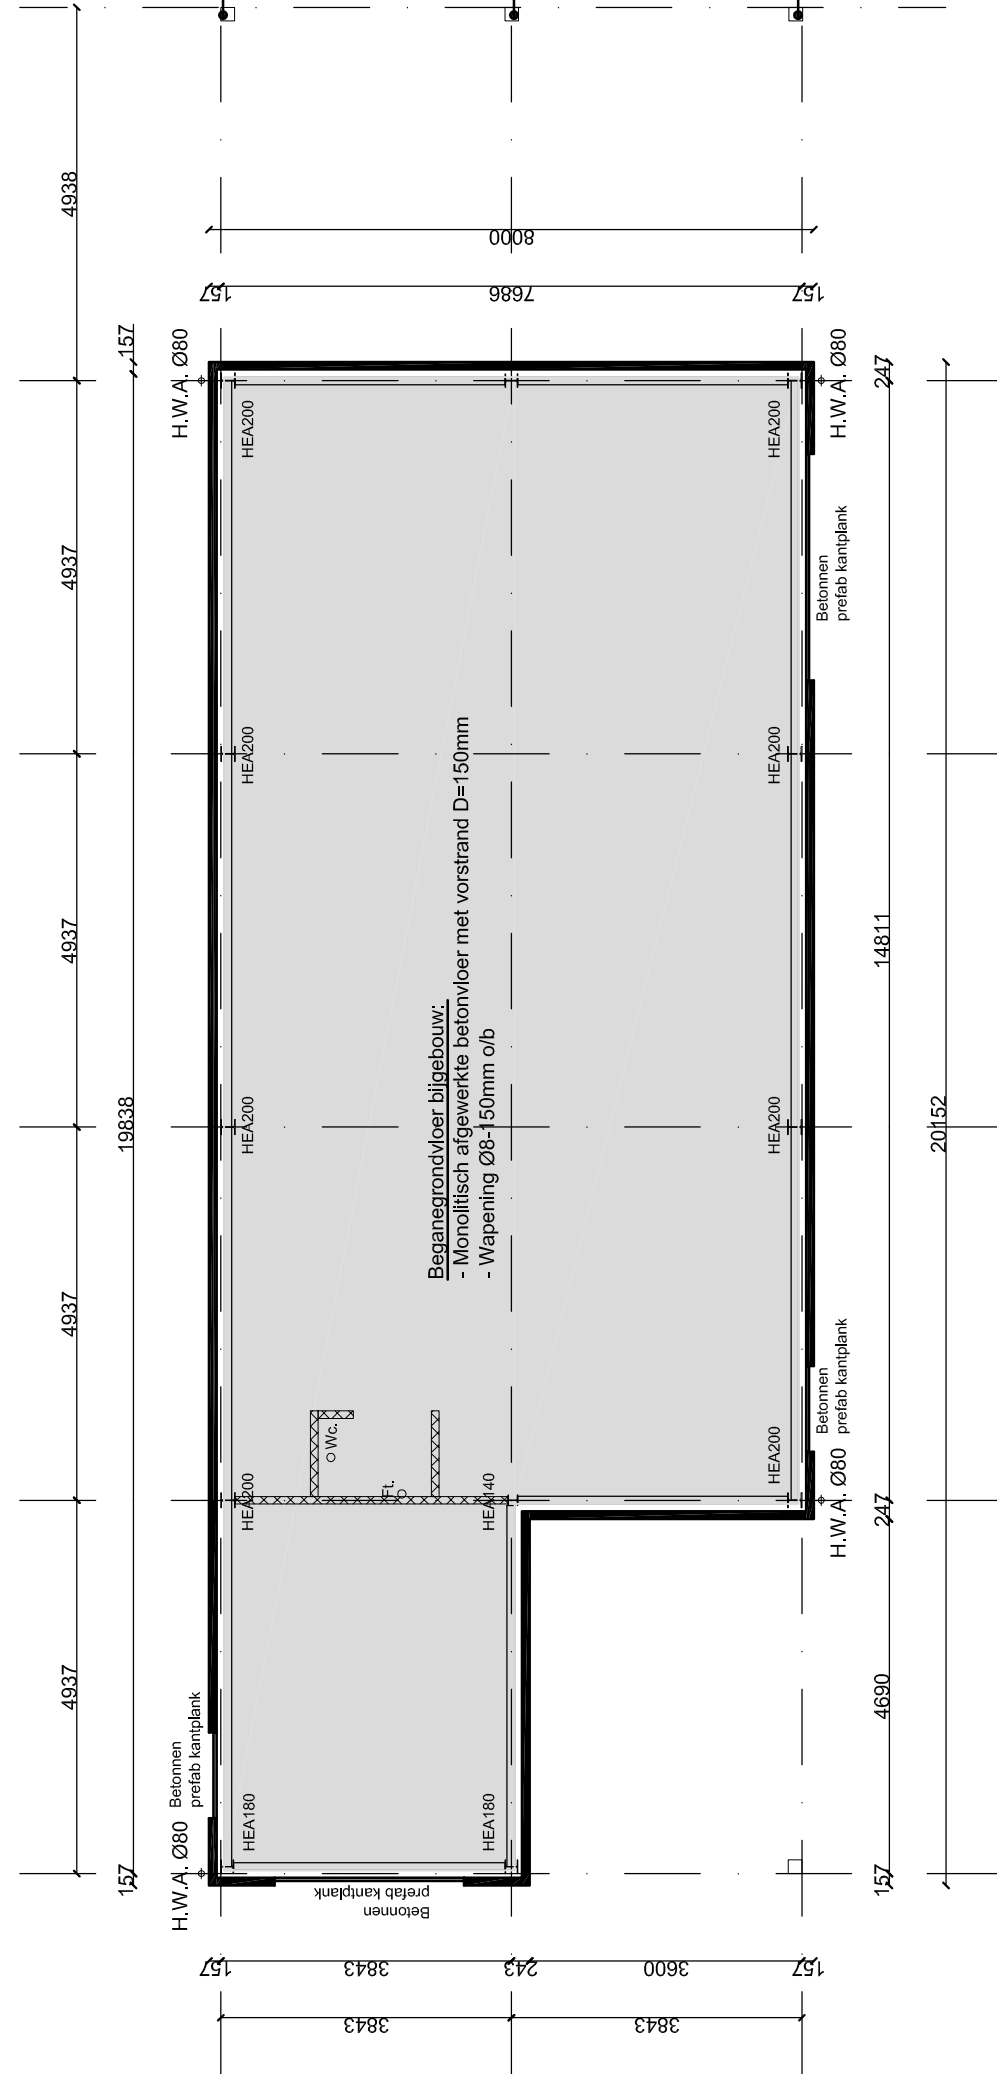 4938
4937
4937
4937
4937
157
19838
157
8000
157
7686
157
H.W.A. Ø80
H.W.A. Ø80
247
HEA200
HEA200
Betonnen
prefab kantplank
HEA200
HEA200
14811
20152
Beganegrondvloer bijgebouw:
- Monolitisch afgewerkte betonvloer met vorstrand D=150mm
- Wapening Ø8-150mm o/b
HEA200
HEA200
Betonnen
prefab kantplank
Wc.
Ft.
HEA200
HEA140
HEA200
H.W.A. Ø80
247
4690
157
Betonnen
prefab kantplank
H.W.A. Ø80
HEA180
HEA180
Betonnen
prefab kantplank
157
3843
243
3600
157
3843
3843